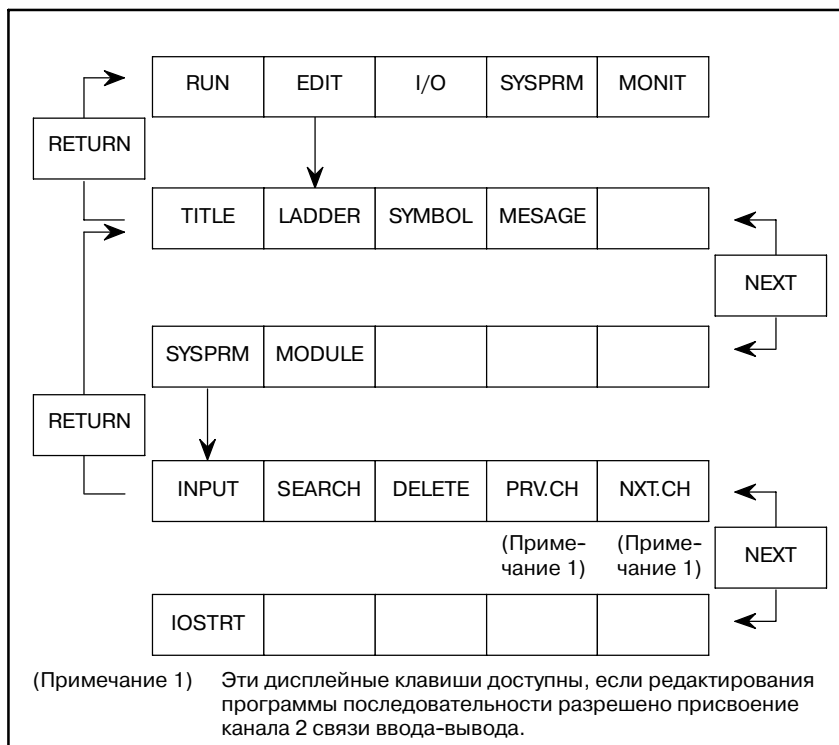 RUN EDIT I/O SYSPRM MONIT
RETURN
TITLE LADDER SYMBOL MESAGE
NEXT
SYSPRM MODULE
RETURN
INPUT SEARCH DELETE PRV.CH NXT.CH
(Приме-
чание 1)
(Приме-
чание 1)
NEXT
IOSTRT
(Примечание 1) Эти дисплейные клавиши доступны, если редактирования
программы последовательности разрешено присвоение
канала 2 связи ввода-вывода.